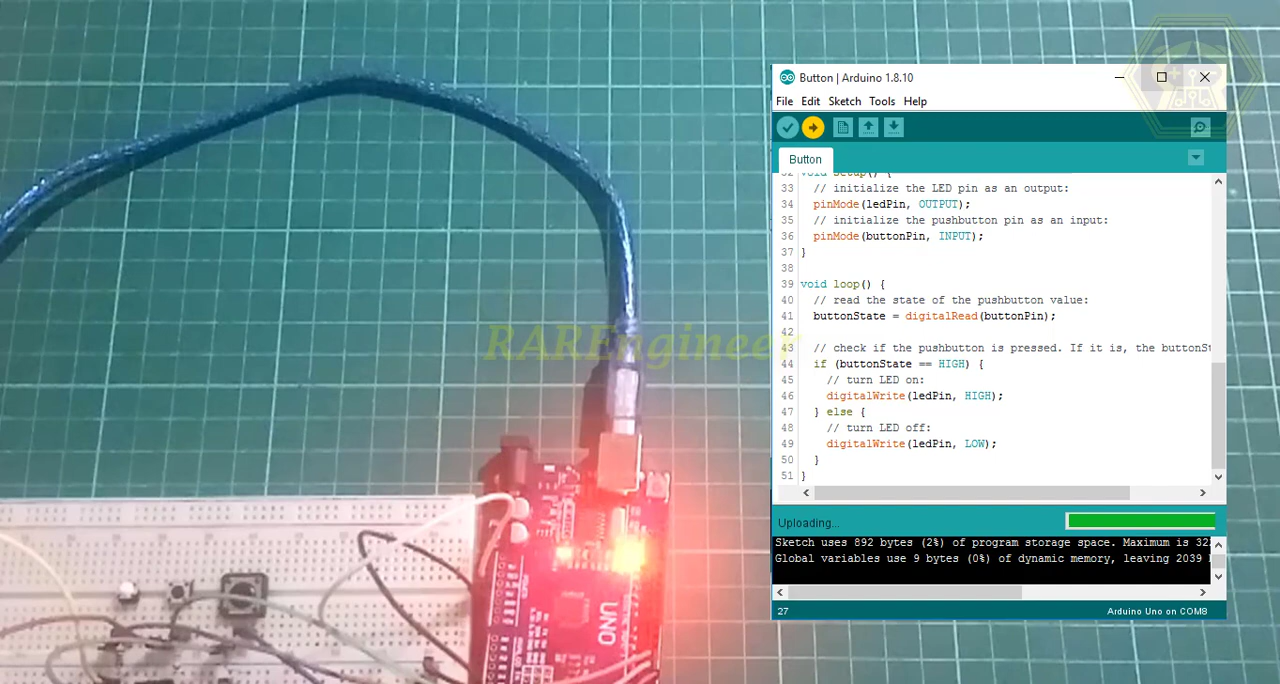 Button | Arduino 1.8.10
File Edit Sketch Tools Help
Button
32 void setup() {
33 // initialize the LED pin as an output:
34 pinMode(ledPin, OUTPUT);
35 // initialize the pushbutton pin as an input:
36 pinMode(buttonPin, INPUT);
37 }
38
39 void loop() {
40 // read the state of the pushbutton value:
41 buttonState = digitalRead(buttonPin);
42
43 // check if the pushbutton is pressed. If it is, the buttonSt
44 if (buttonState == HIGH) {
45 // turn LED on:
46 digitalWrite(ledPin, HIGH);
47 } else {
48 // turn LED off:
49 digitalWrite(ledPin, LOW);
50 }
51 }
Uploading...
Sketch uses 892 bytes (2%) of program storage space. Maximum is 32
Global variables use 9 bytes (0%) of dynamic memory, leaving 2039
27
Arduino Uno on COM8
RAREngineer
UNO